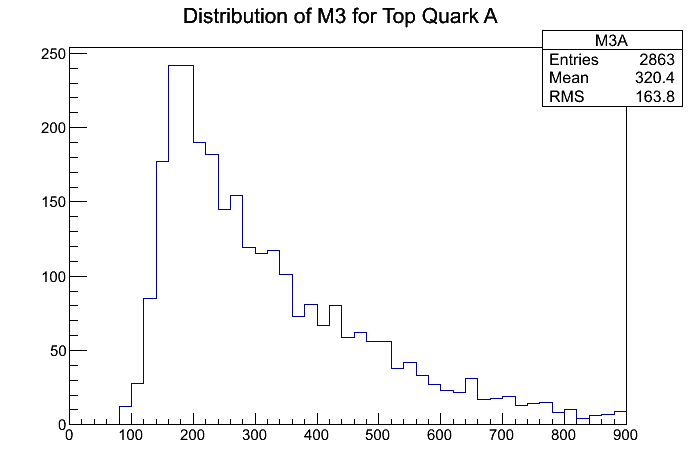 Distribution of M3 for Top Quark A
M3A
Entries 2863
Mean 320.4
RMS 163.8
250
200
150
100
50
0
0 100 200 300 400 500 600 700 800 900